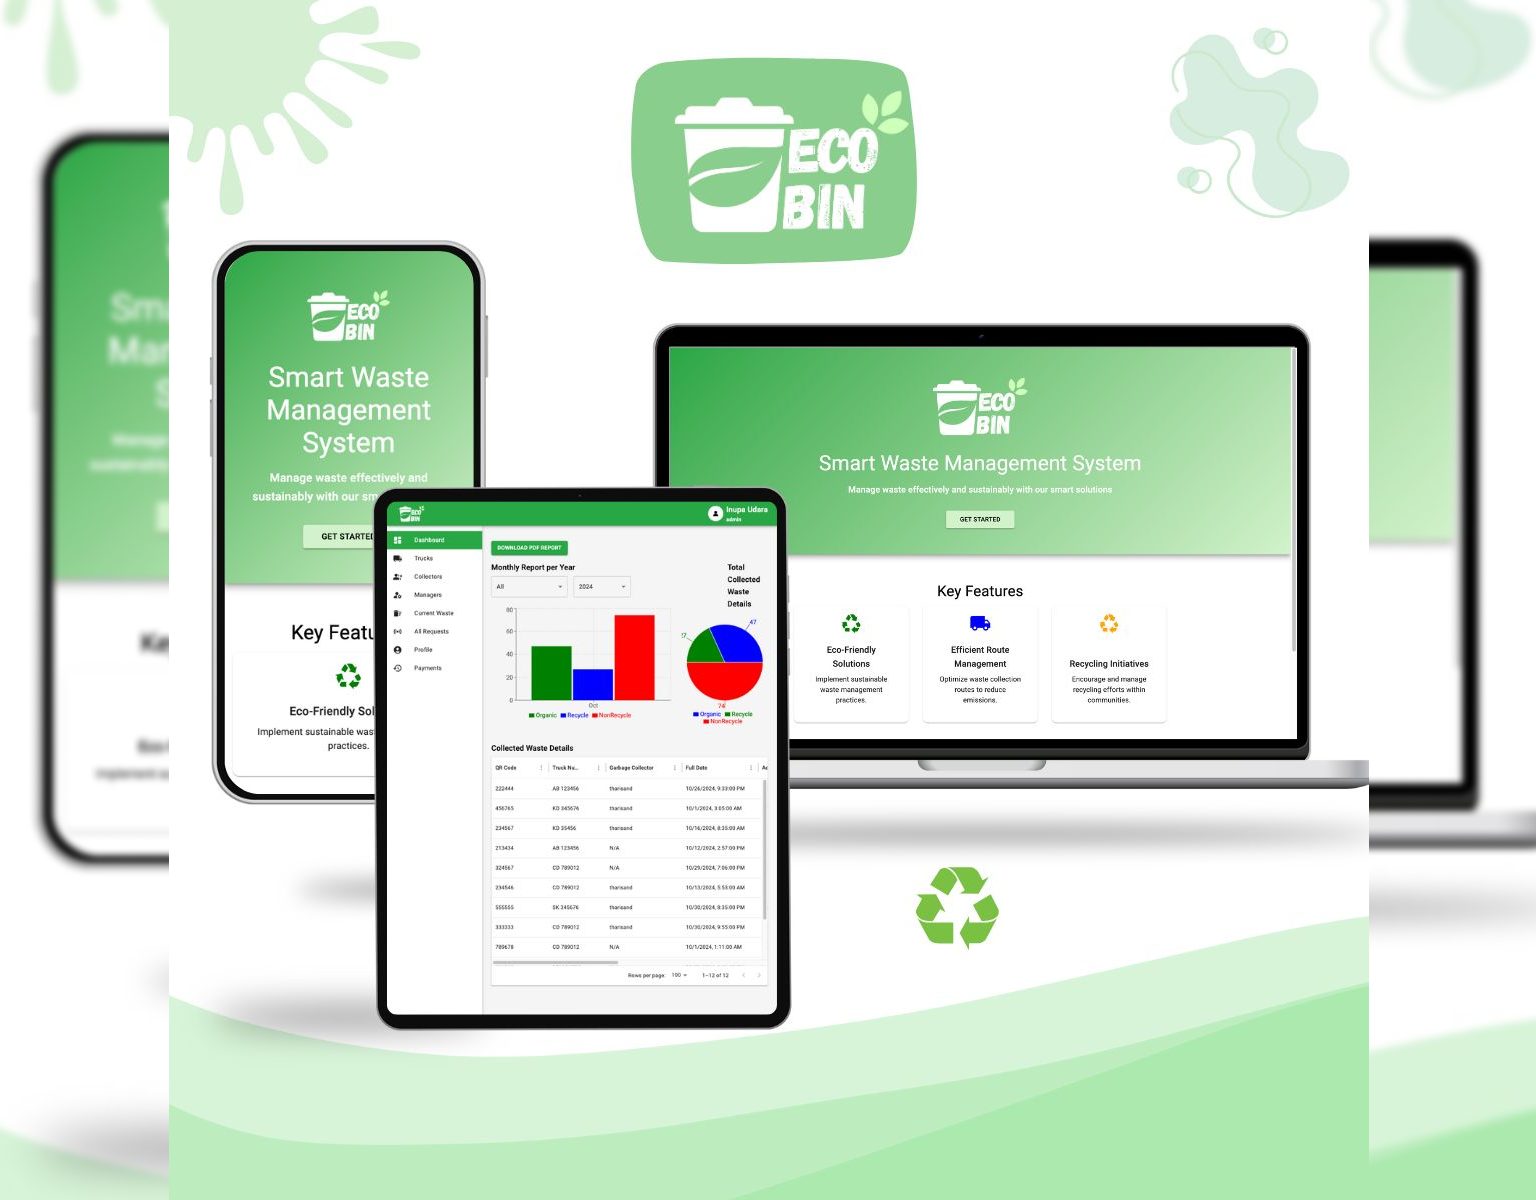 ECO
BIN
ECO
BIN
Smart Waste
Management
System
Manage waste effectively and
sustainably with our sm
GET STARTED
Key Featu
Eco-Friendly Sol
Implement sustainable was
practices.
ECO
BIN
Smart Waste Management System
Manage waste effectively and sustainably with our smart solutions
GET STARTED
Key Features
Eco-Friendly
Solutions
Implement sustainable
waste management
practices.
Efficient Route
Management
Optimize waste collection
routes to reduce
emissions.
Recycling Initiatives
Encourage and manage
recycling efforts within
communities.
ECO
BIN
Inupa Udara
admin
Dashboard
Trucks
Collectors
Managers
Current Waste
All Requests
Profile
Payments
DOWNLOAD PDF REPORT
Monthly Report per Year
All
2024
80
60
40
20
0
Oct
Organic Recycle NonRecycle
Total
Collected
Waste
Details
47
74
Organic Recycle
NonRecycle
Collected Waste Details
QR Code Truck Nu... Garbage Collector Full Date Ac
222444 AB 123456 tharisand 10/26/2024, 9:33:00 PM
456765 KD 345676 tharisand 10/1/2024, 3:05:00 AM
234567 KD 35456 tharisand 10/16/2024, 8:35:00 AM
213434 AB 123456 N/A 10/12/2024, 2:57:00 PM
324567 CD 789012 N/A 10/29/2024, 7:06:00 PM
234546 CD 789012 tharisand 10/13/2024, 5:53:00 AM
555555 SK 345676 tharisand 10/30/2024, 8:35:00 PM
333333 CD 789012 tharisand 10/30/2024, 9:55:00 PM
789678 CD 789012 N/A 10/1/2024, 1:11:00 AM
Rows per page: 100 1–12 of 12